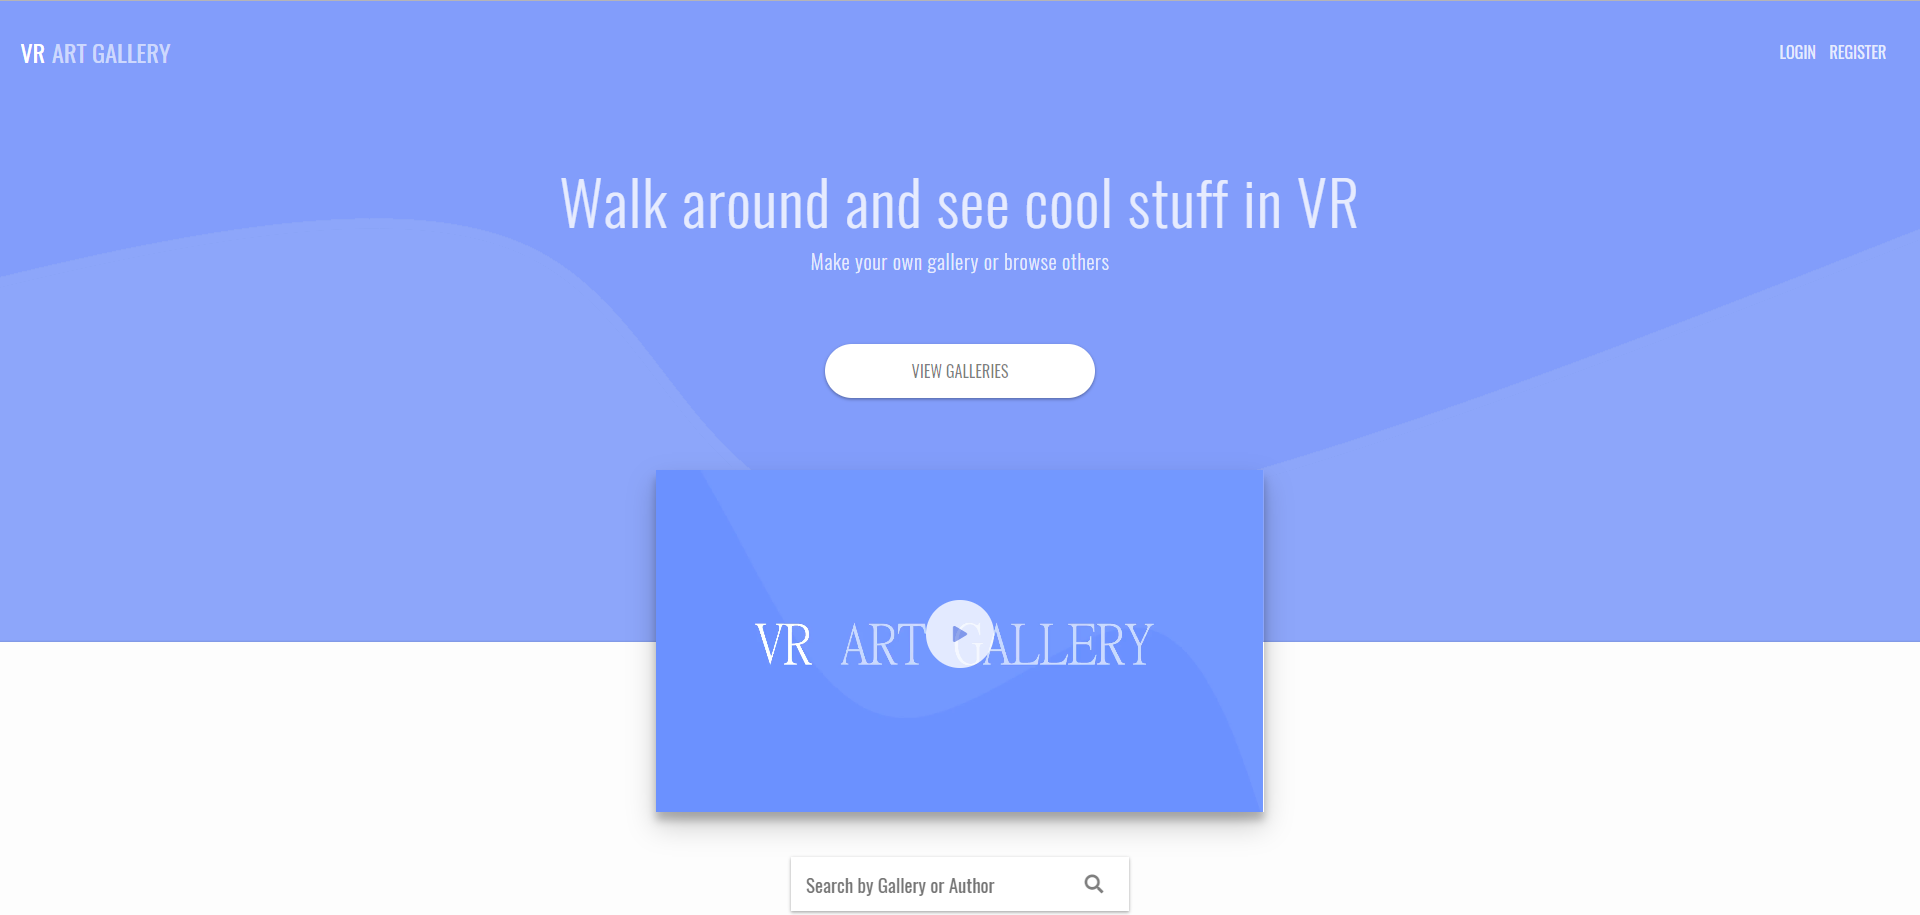 VR ART GALLERY
LOGIN REGISTER
Walk around and see cool stuff in VR
Make your own gallery or browse others
VIEW GALLERIES
VR ART GALLERY
Search by Gallery or Author